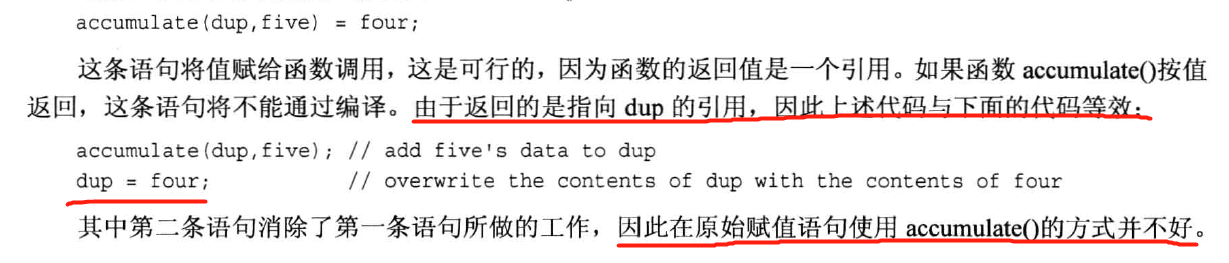 accumulate(dup,five) = four;
这条语句将值赋给函数调用，这是可行的，因为函数的返回值是一个引用。如果函数 accumulate()按值
返回，这条语句将不能通过编译。由于返回的是指向 dup 的引用，因此上述代码与下面的代码等效：
accumulate(dup,five); // add five's data to dup
dup = four; // overwrite the contents of dup with the contents of four
其中第二条语句消除了第一条语句所做的工作，因此在原始赋值语句使用 accumulate()的方式并不好。